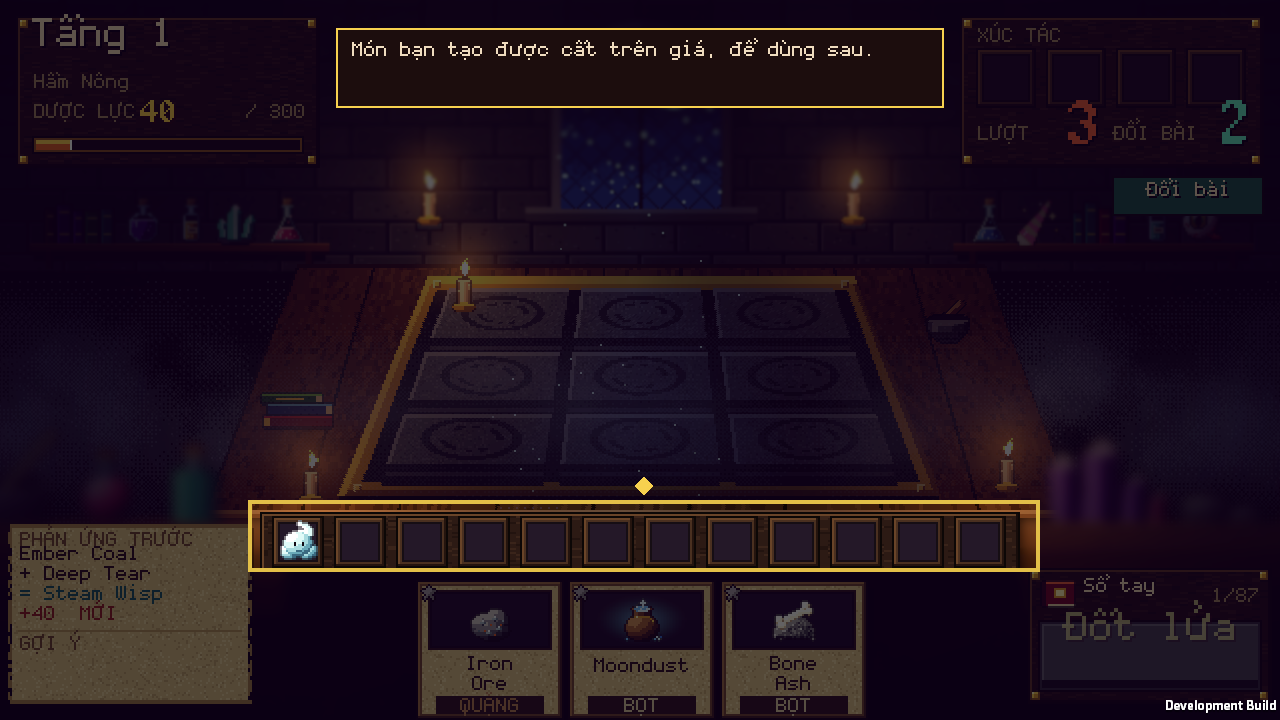 Tầng 1
Hầm Nông
DƯỢC LỰC 40 / 300
Món bạn tạo được cất trên giá, để dùng sau.
XÚC TÁC
LƯỢT 3 ĐỔI BÀI 2
Đổi bài
PHẢN ỨNG TRƯỚC
Ember Coal
+ Deep Tear
= Steam Wisp
+40 MỚI
GỢI Ý
Iron
Ore
QUẶNG
Moondust
BỘT
Bone
Ash
BỘT
Sổ tay
1/87
Đốt lửa
Development Build